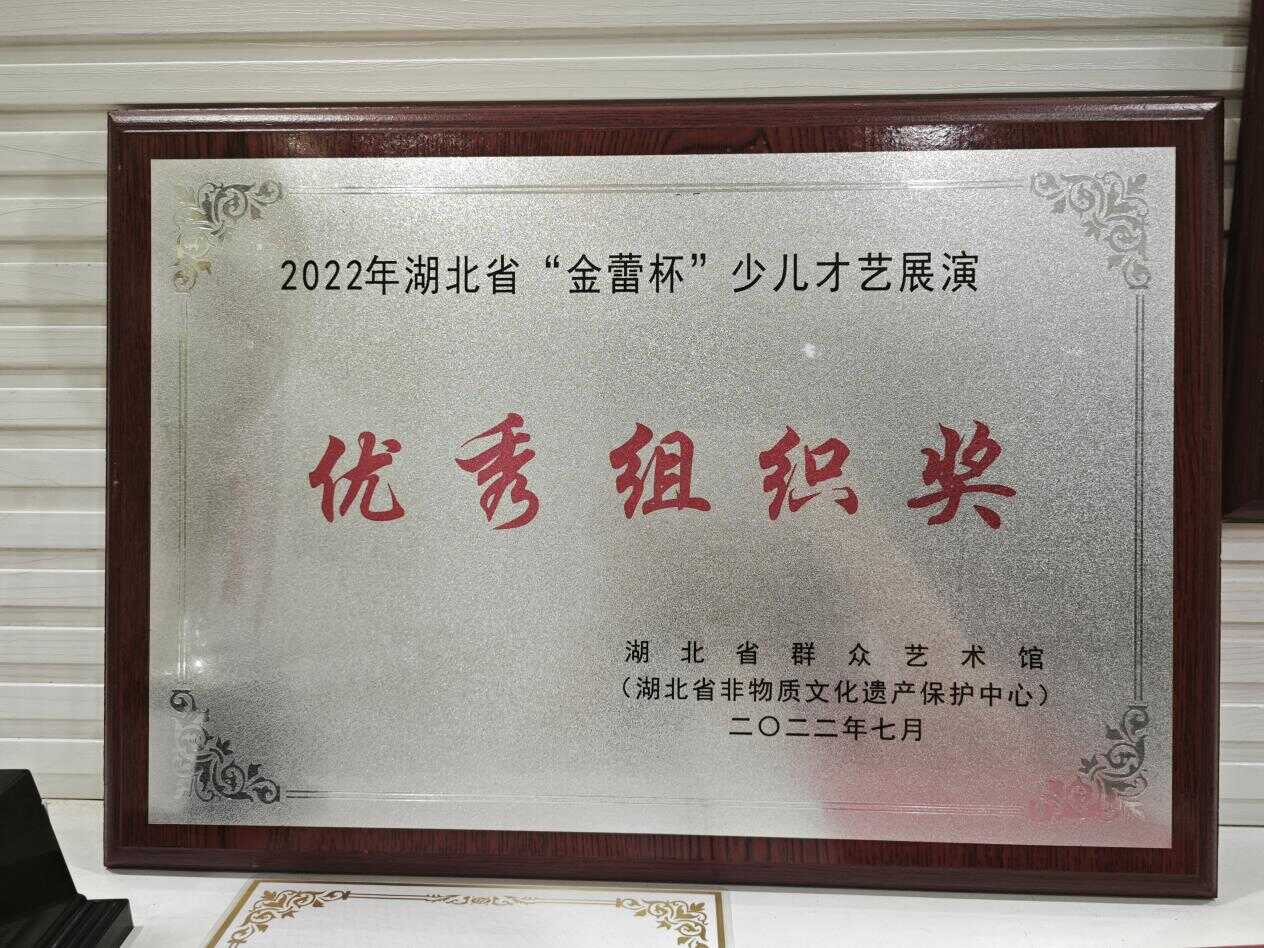 2022年湖北省“金蕾杯”少儿才艺展演
优秀组织奖
湖北省群众艺术馆
（湖北省非物质文化遗产保护中心）
二〇二二年七月